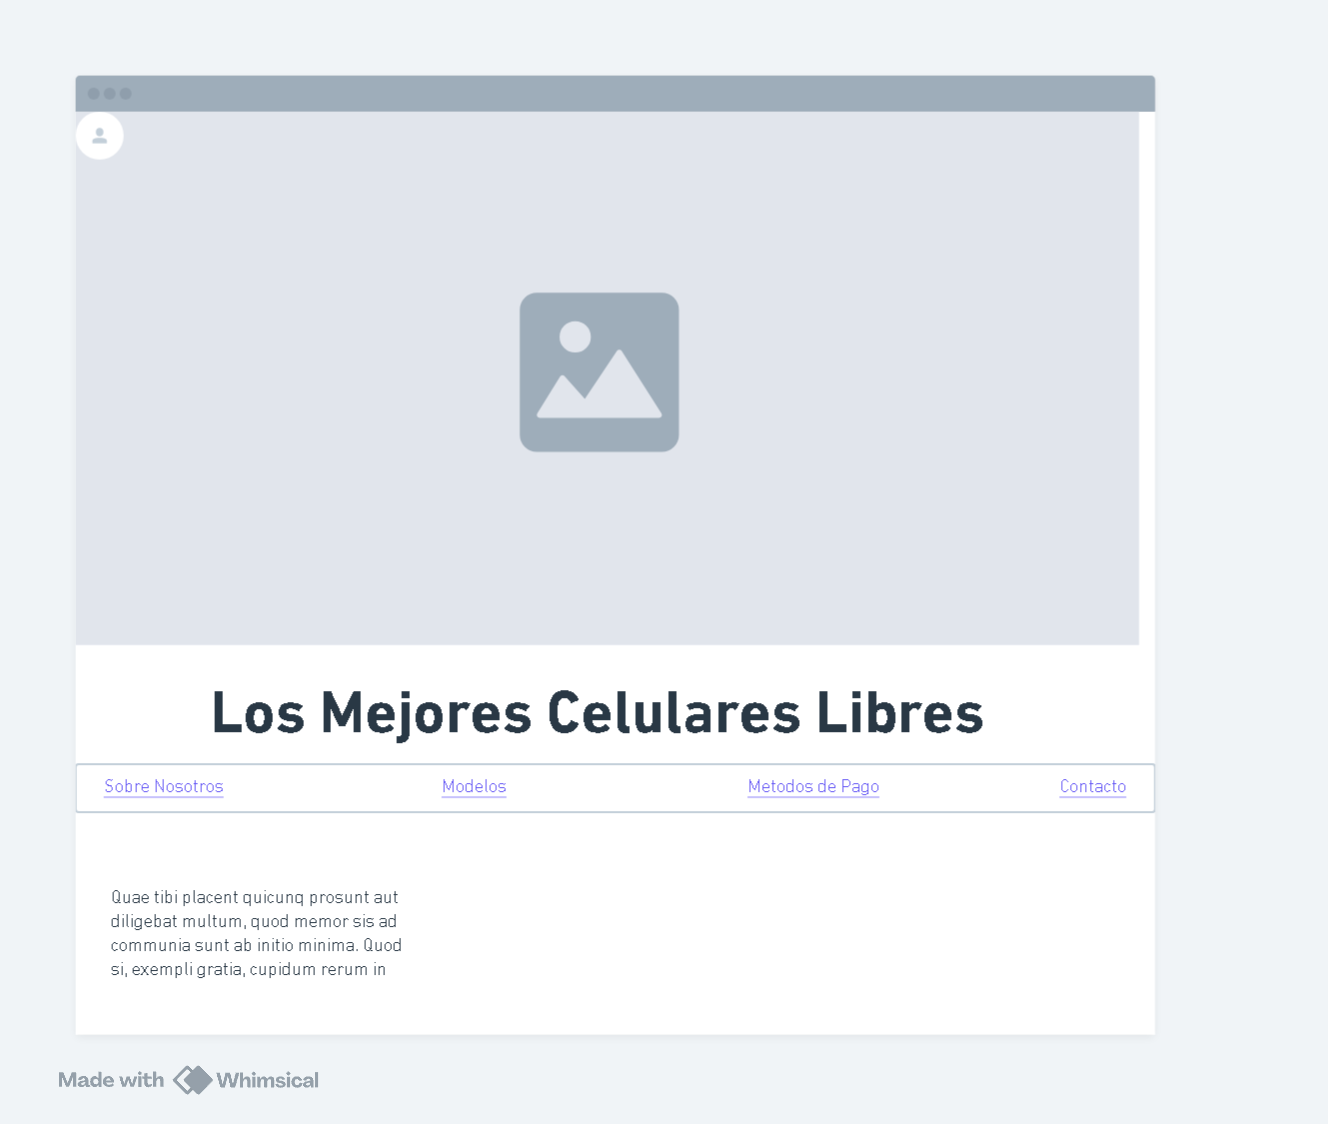 Los Mejores Celulares Libres
Sobre Nosotros Modelos Metodos de Pago Contacto
Quae tibi placent quicunq prosunt aut
diligebat multum, quod memor sis ad
communia sunt ab initio minima. Quod
si, exempli gratia, cupidum rerum in
Made with Whimsical